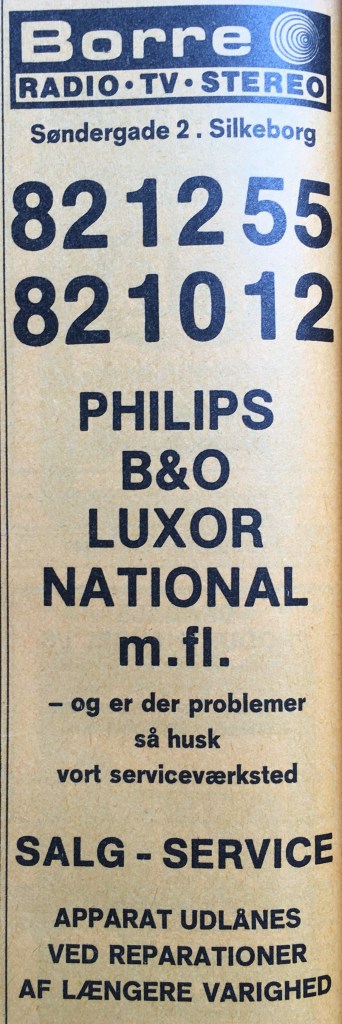 Borre
RADIO · TV · STEREO
Søndergade 2 . Silkeborg
82 12 55
82 10 12
PHILIPS
B&O
LUXOR
NATIONAL
m.fl.
– og er der problemer
så husk
vort serviceværksted
SALG - SERVICE
APPARAT UDLÅNES
VED REPARATIONER
AF LÆNGERE VARIGHED